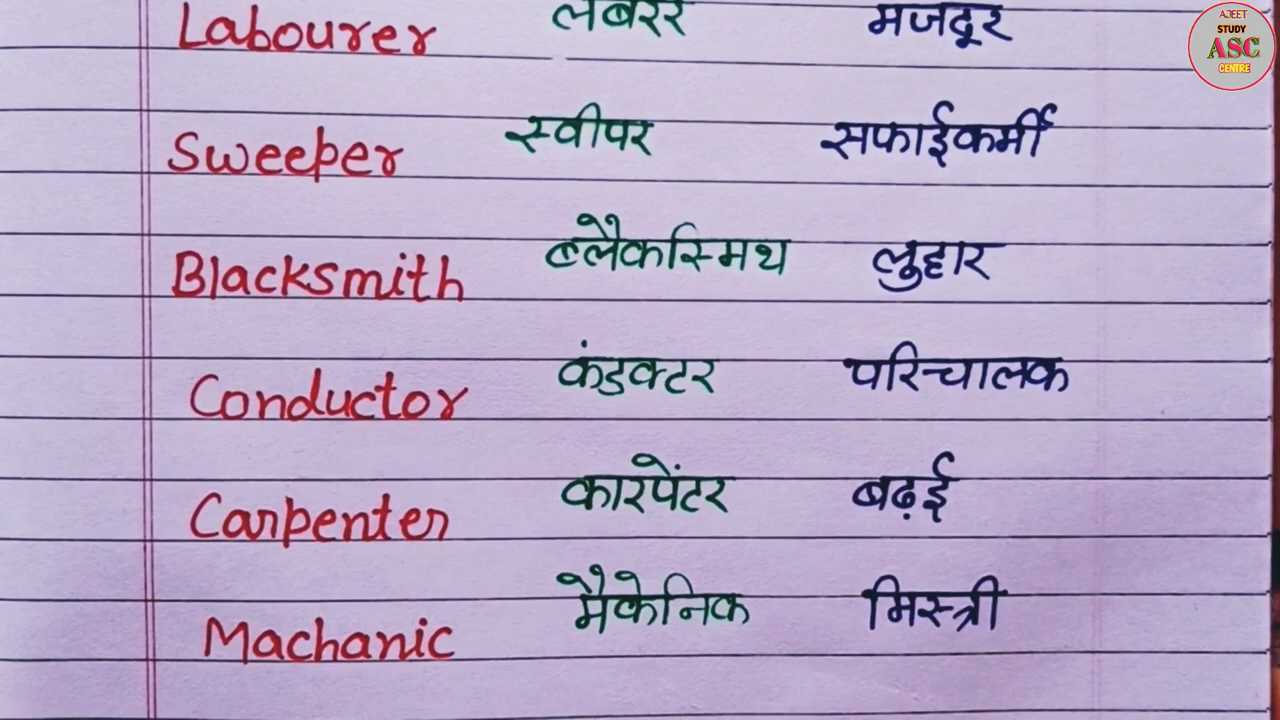 Labourer लेबरर मजदूर
AJEET
STUDY
ASC
CENTRE
Sweeper स्वीपर सफाईकर्मी
Blacksmith ब्लैकस्मिथ लुहार
Conductor कंडक्टर परिचालक
Carpenter कारपेंटर बढ़ई
Machanic मैकेनिक मिस्त्री